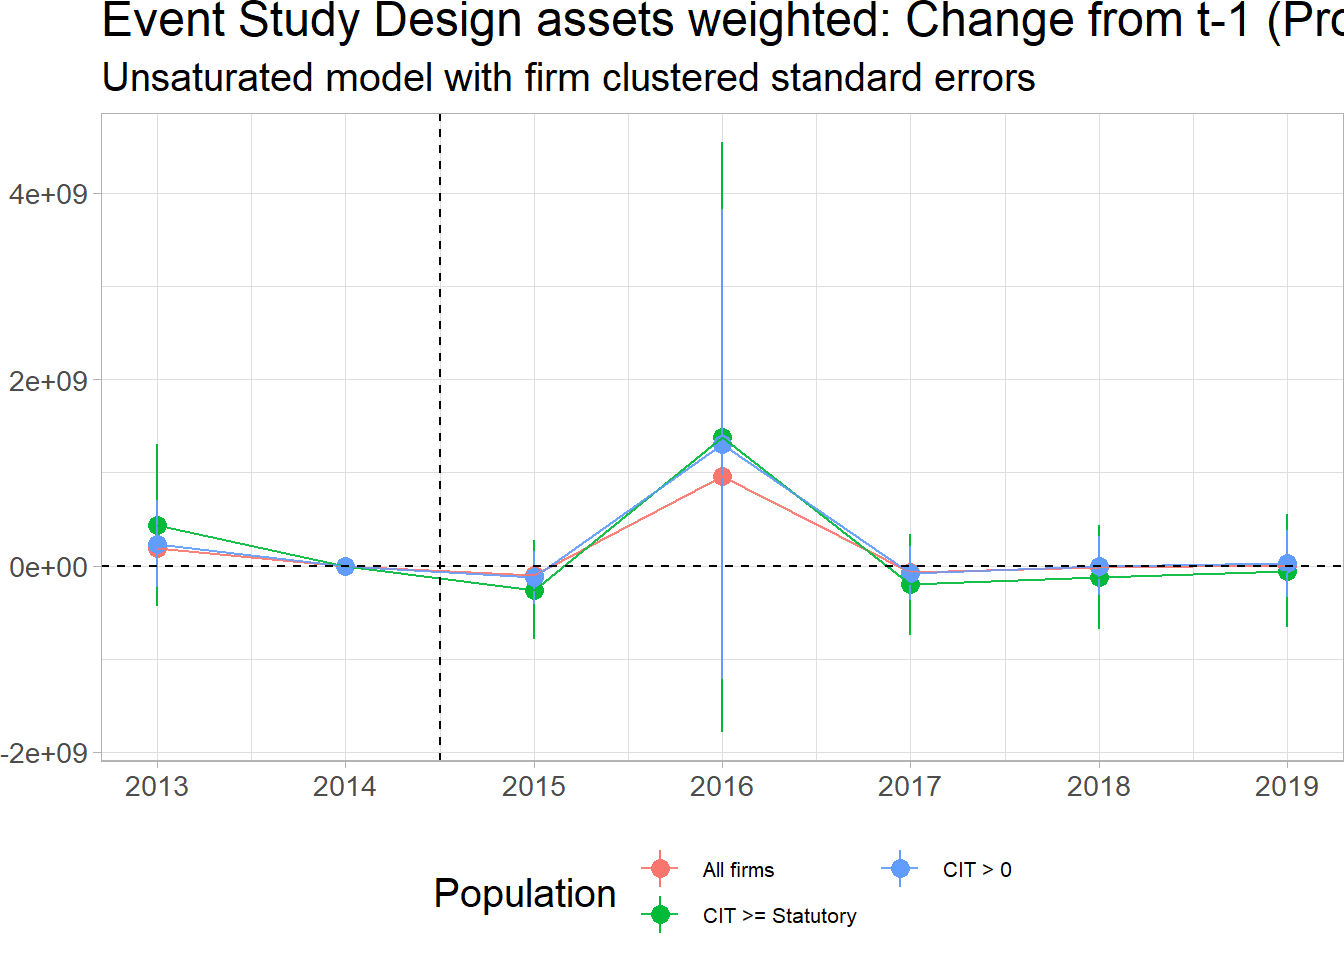 Event Study Design assets weighted: Change from t-1 (Pro
Unsaturated model with firm clustered standard errors
4e+09
2e+09
0e+00
-2e+09
2013 2014 2015 2016 2017 2018 2019
Population
All firms
CIT >= Statutory
CIT > 0